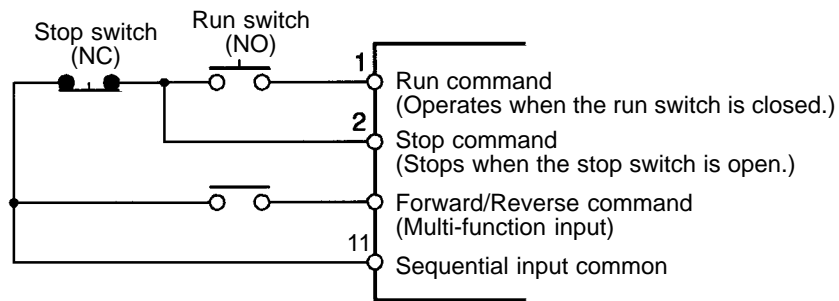 Stop switch
(NC)
Run switch
(NO)
1
Run command
(Operates when the run switch is closed.)
2
Stop command
(Stops when the stop switch is open.)
Forward/Reverse command
(Multi-function input)
11
Sequential input common